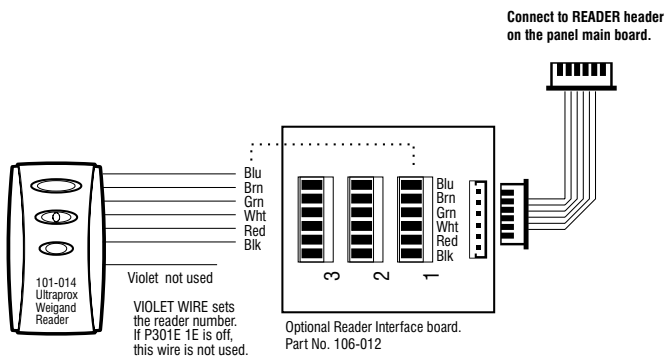 Connect to READER header
on the panel main board.
Blu
Brn
Grn
Wht
Red
Blk
Blu
Brn
Grn
Wht
Red
Blk
3
2
1
101-014
Ultraprox
Weigand
Reader
Violet not used
VIOLET WIRE sets
the reader number.
If P301E 1E is off,
this wire is not used.
Optional Reader Interface board.
Part No. 106-012